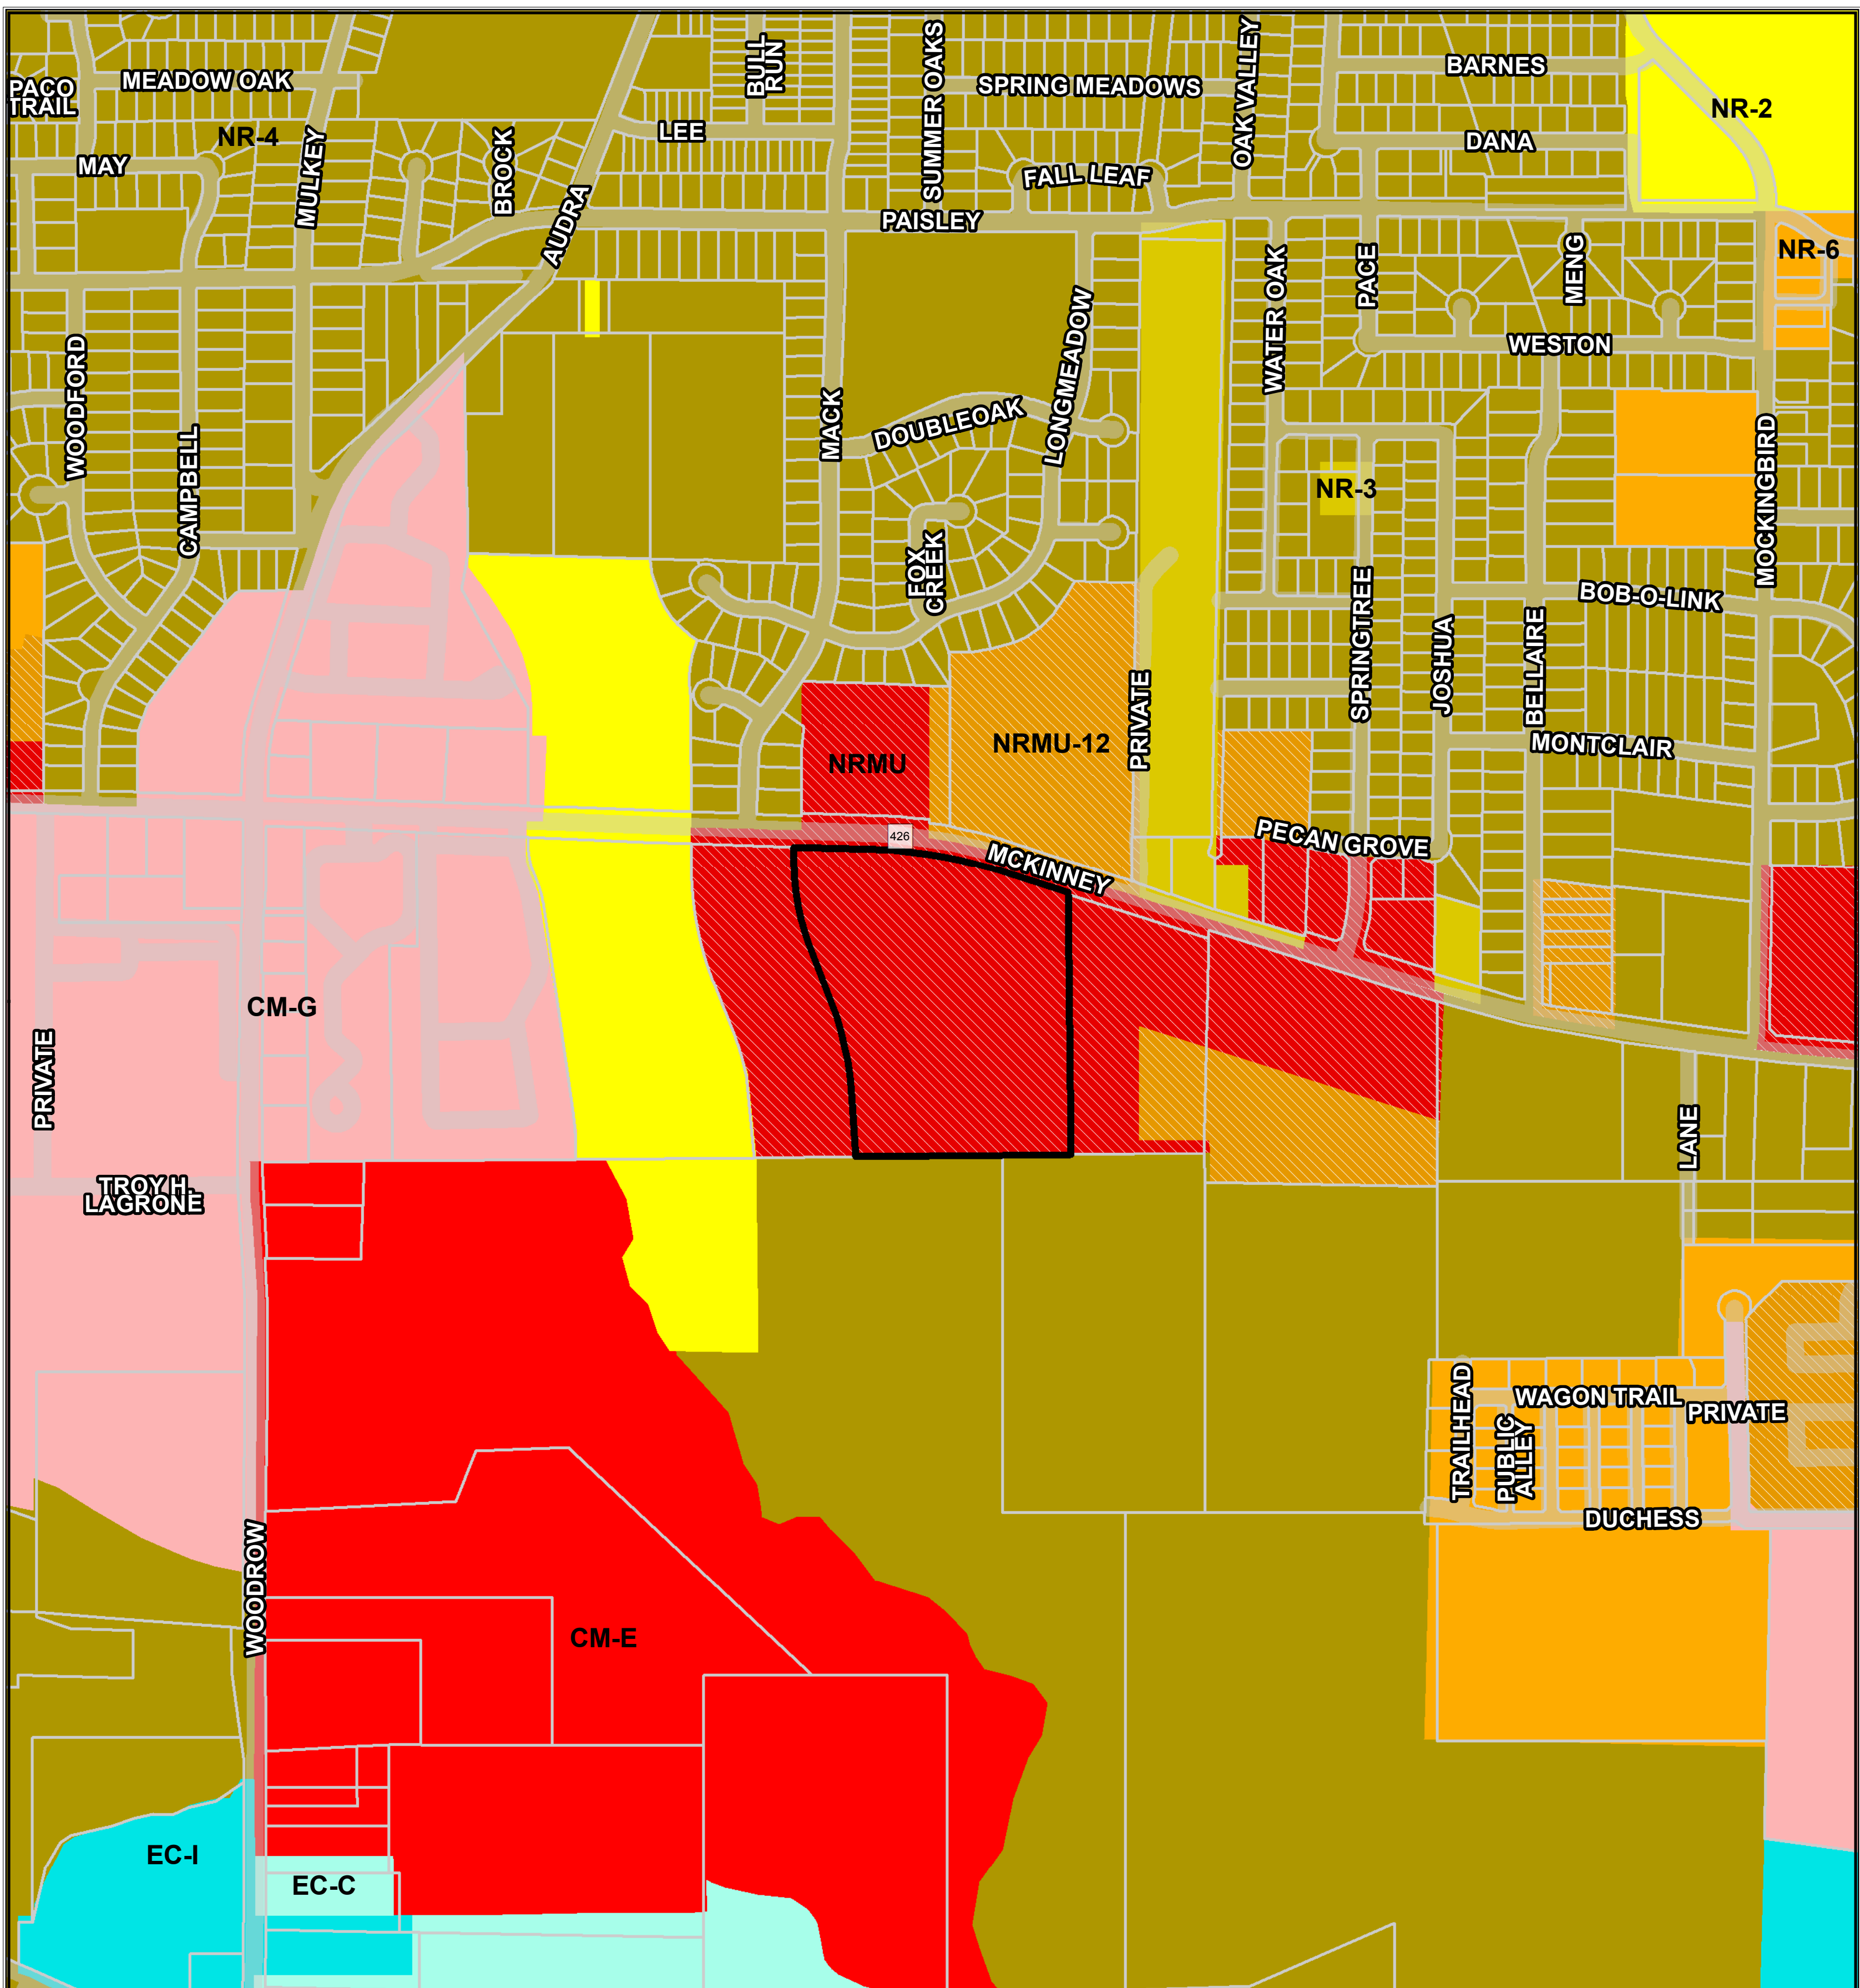 BULL
RUN
SUMMER OAKS
OAK VALLEY
BARNES
PACO
TRAIL
MEADOW OAK
SPRING MEADOWS
NR-2
NR-4
LEE
DANA
MAY
MULKEY
BROCK
FALL LEAF
AUDRA
PAISLEY
WATER OAK
PACE
MENG
NR-6
WOODFORD
LONGMEADOW
WESTON
MACK
DOUBLEOAK
CAMPBELL
NR-3
MOCKINGBIRD
FOX
CREEK
BOB-O-LINK
SPRINGTREE
JOSHUA
BELLAIRE
PRIVATE
NRMU
NRMU-12
MONTCLAIR
426
PECAN GROVE
MCKINNEY
CM-G
PRIVATE
LANE
TROY H.
LAGRONE
TRAILHEAD
WAGON TRAIL
PRIVATE
PUBLIC
ALLEY
DUCHESS
WOODROW
CM-E
EC-I
EC-C